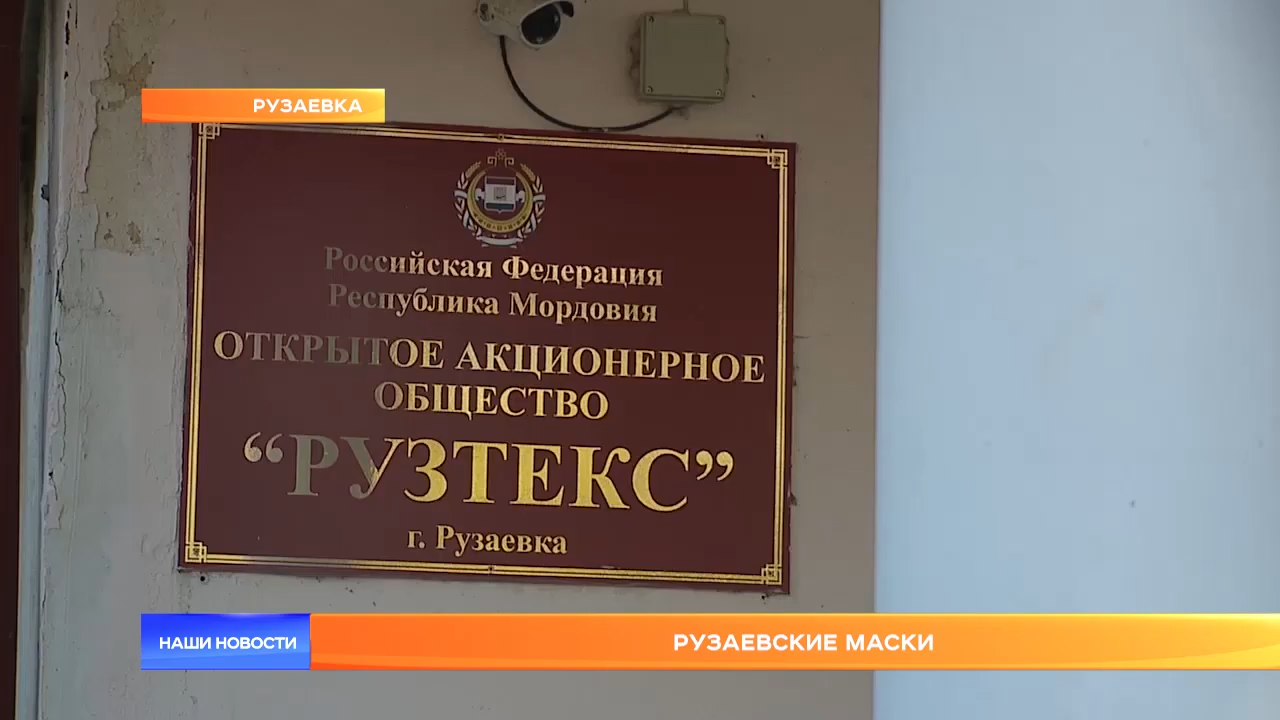 РУЗАЕВКА
Российская Федерация
Республика Мордовия
ОТКРЫТОЕ АКЦИОНЕРНОЕ
ОБЩЕСТВО
“РУЗТЕКС”
г. Рузаевка
НАШИ НОВОСТИ
РУЗАЕВСКИЕ МАСКИ